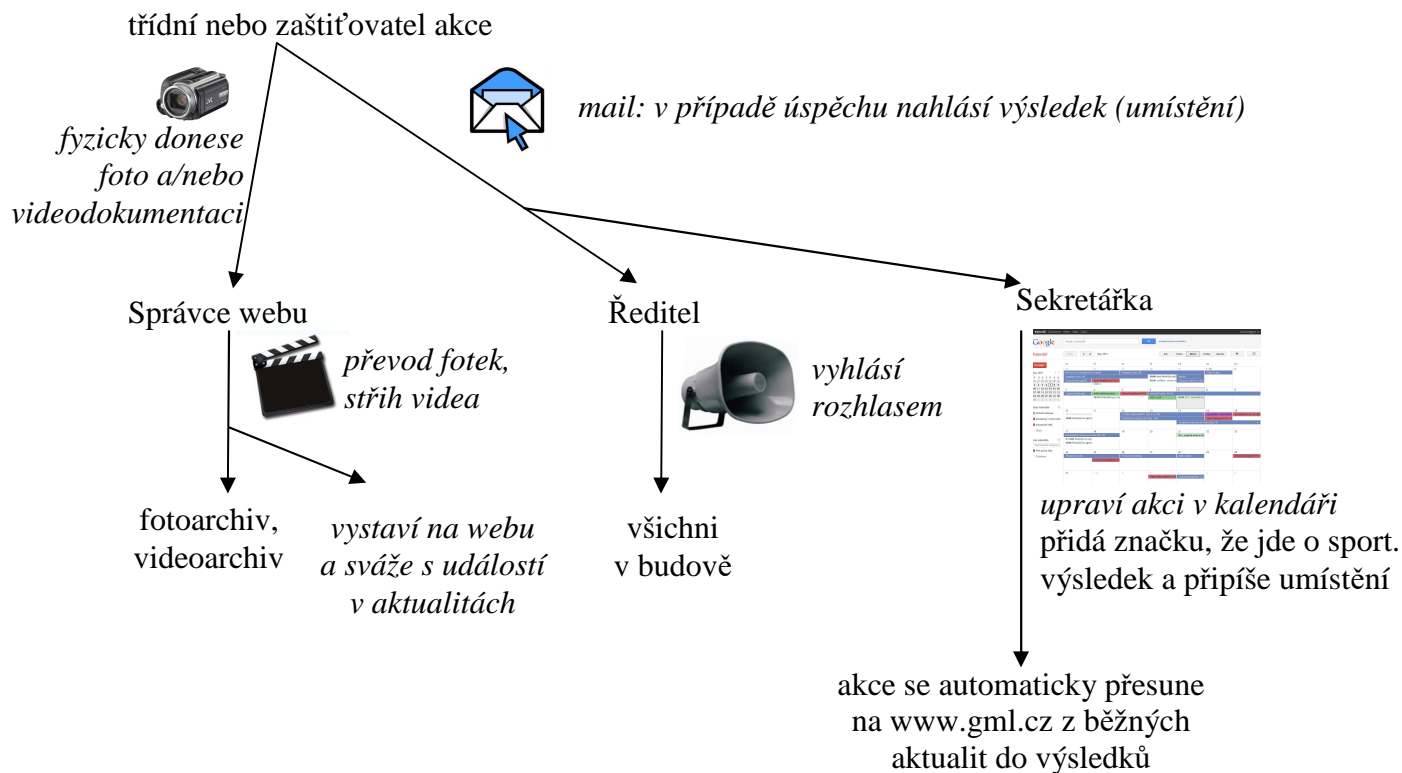 třídní nebo zaštiťovatel akce
mail: v případě úspěchu nahlásí výsledek (umístění)
fyzicky donese
foto a/nebo
videodokumentaci
Správce webu
převod fotek,
střih videa
fotoarchiv,
videoarchiv
vystaví na webu
a sváže s událostí
v aktualitách
Ředitel
vyhlásí
rozhlasem
všichni
v budově
Sekretářka
Google
upraví akci v kalendáři
přidá značku, že jde o sport.
výsledek a připíše umístění
akce se automaticky přesune
na www.gml.cz z běžných
aktualit do výsledků